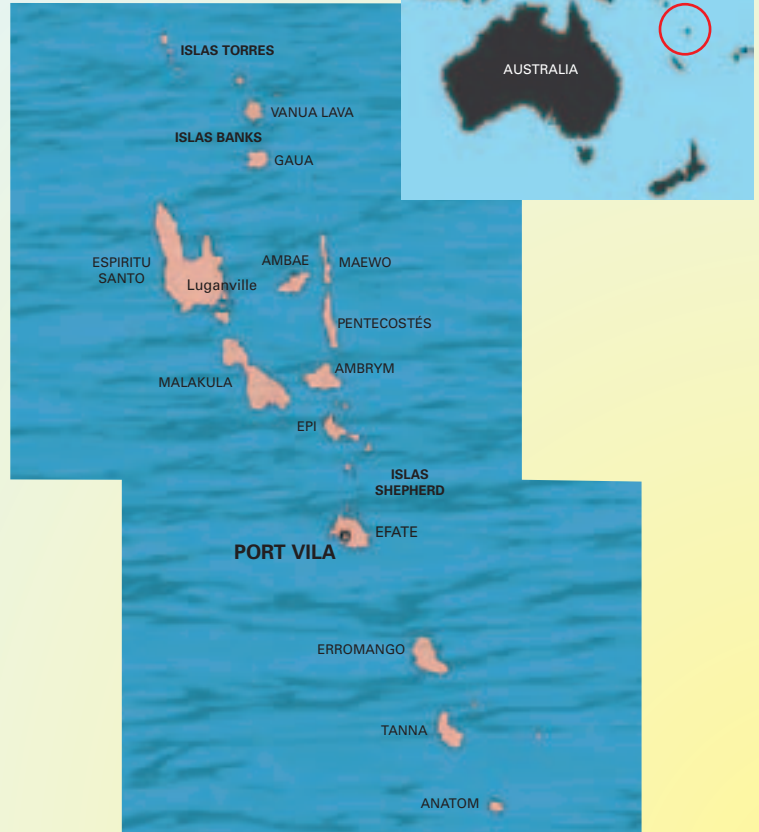 ISLAS TORRES
AUSTRALIA
VANUA LAVA
ISLAS BANKS
GAUA
ESPIRITU
SANTO
Luganville
AMBAE
MAEWO
PENTECOSTÉS
AMBRYM
MALAKULA
EPI
ISLAS
SHEPHERD
EFATE
PORT VILA
ERROMANGO
TANNA
ANATOM